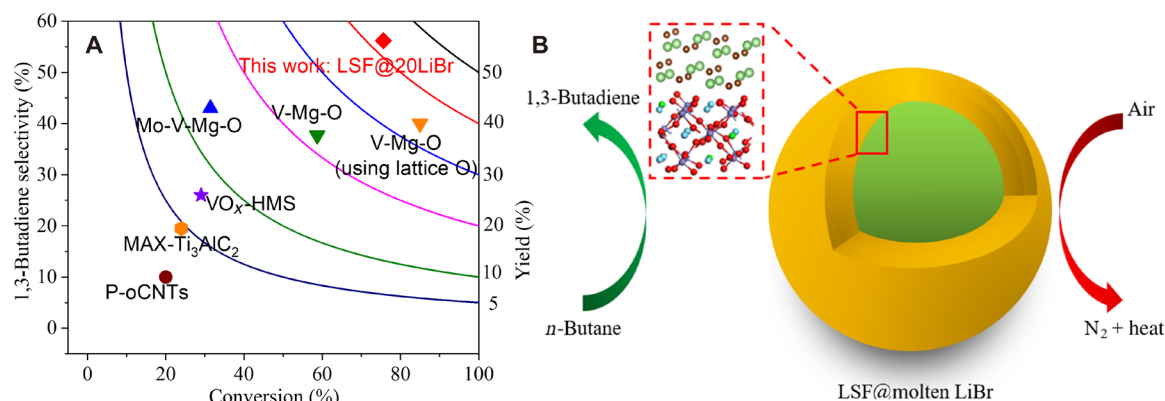 A
60
50
40
30
20
10
0
1,3-Butadiene selectivity (%)
0
20
40
60
80
100
Conversion (%)
50
40
30
20
10
5
Yield (%)
This work: LSF@20LiBr
Mo-V-Mg-O
V-Mg-O
V-Mg-O
(using lattice O)
VOx-HMS
MAX-Ti3AlC2
P-oCNTs
B
1,3-Butadiene
n-Butane
Air
N2 + heat
LSF@molten LiBr